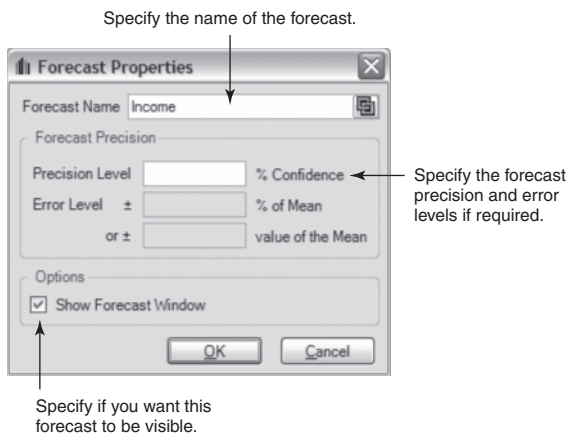 Specify the name of the forecast.
Forecast Properties
Forecast Name Income
Forecast Precision
Precision Level % Confidence
Error Level ± % of Mean
or ± value of the Mean
Specify the forecast
precision and error
levels if required.
Options
Show Forecast Window
OK Cancel
Specify if you want this
forecast to be visible.